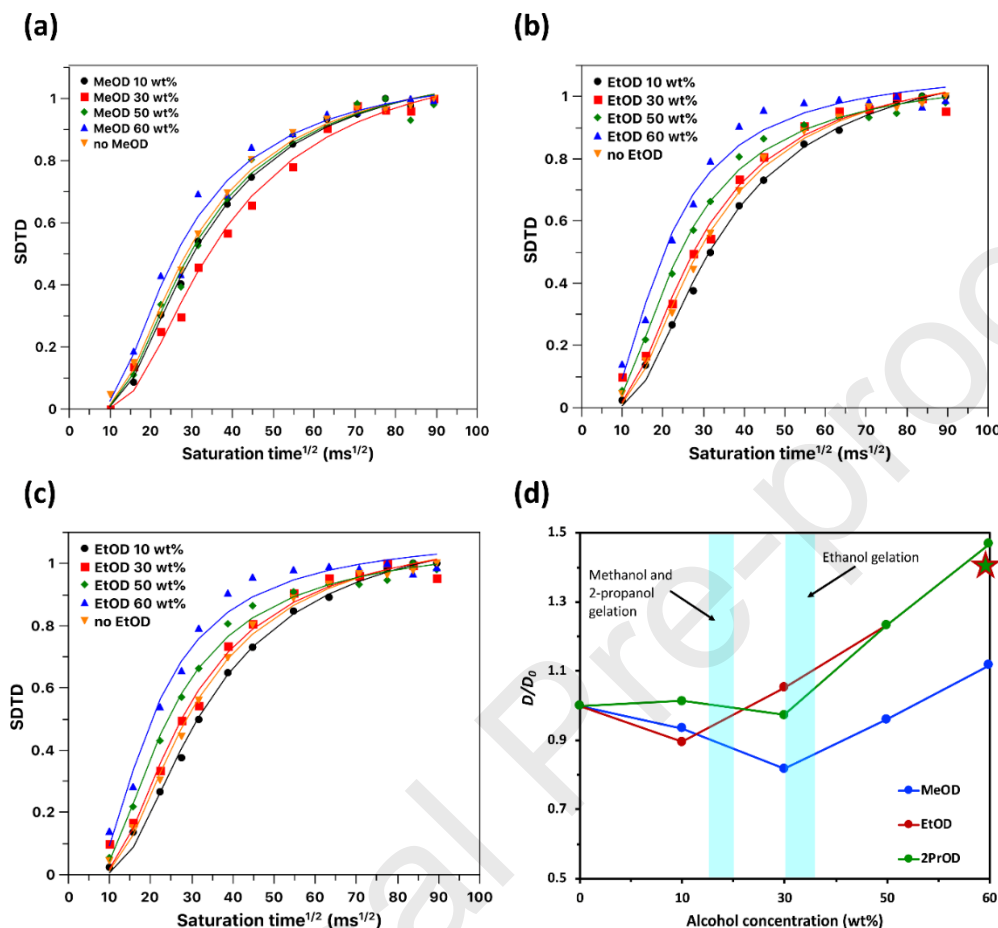 (a)
MeOD 10 wt%
MeOD 30 wt%
MeOD 50 wt%
MeOD 60 wt%
no MeOD
SDTD
1
0.8
0.6
0.4
0.2
0
0 10 20 30 40 50 60 70 80 90 100
Saturation time1/2 (ms1/2)
(b)
EtOD 10 wt%
EtOD 30 wt%
EtOD 50 wt%
EtOD 60 wt%
no EtOD
SDTD
1
0.8
0.6
0.4
0.2
0
0 10 20 30 40 50 60 70 80 90 100
Saturation time1/2 (ms1/2)
(c)
EtOD 10 wt%
EtOD 30 wt%
EtOD 50 wt%
EtOD 60 wt%
no EtOD
SDTD
1
0.8
0.6
0.4
0.2
0
0 10 20 30 40 50 60 70 80 90 100
Saturation time1/2 (ms1/2)
(d)
1.5
1.3
1.1
0.9
0.7
0.5
D/D0
Methanol and
2-propanol
gelation
Ethanol gelation
MeOD
EtOD
2PrOD
0 10 30 50 60
Alcohol concentration (wt%)
al Pre-proo